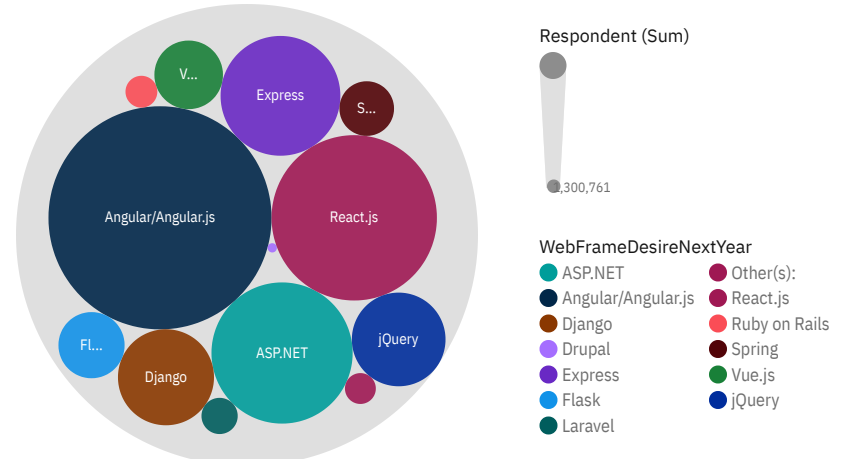 V...
Express
S...
Angular/Angular.js
React.js
Fl...
Django
ASP.NET
jQuery
Respondent (Sum)
1,300,761
WebFrameDesireNextYear
ASP.NET
Angular/Angular.js
Django
Drupal
Express
Flask
Laravel
Other(s):
React.js
Ruby on Rails
Spring
Vue.js
jQuery